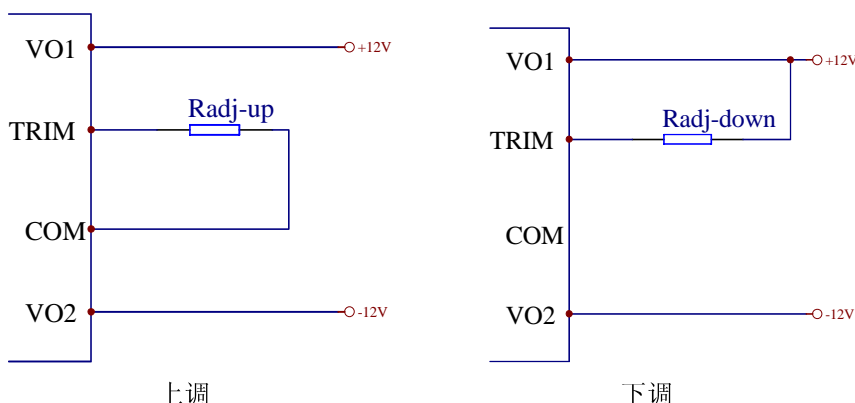 VO1
+12V
Radj-up
TRIM
COM
VO2
-12V
上调
VO1
+12V
Radj-down
TRIM
COM
VO2
-12V
下调